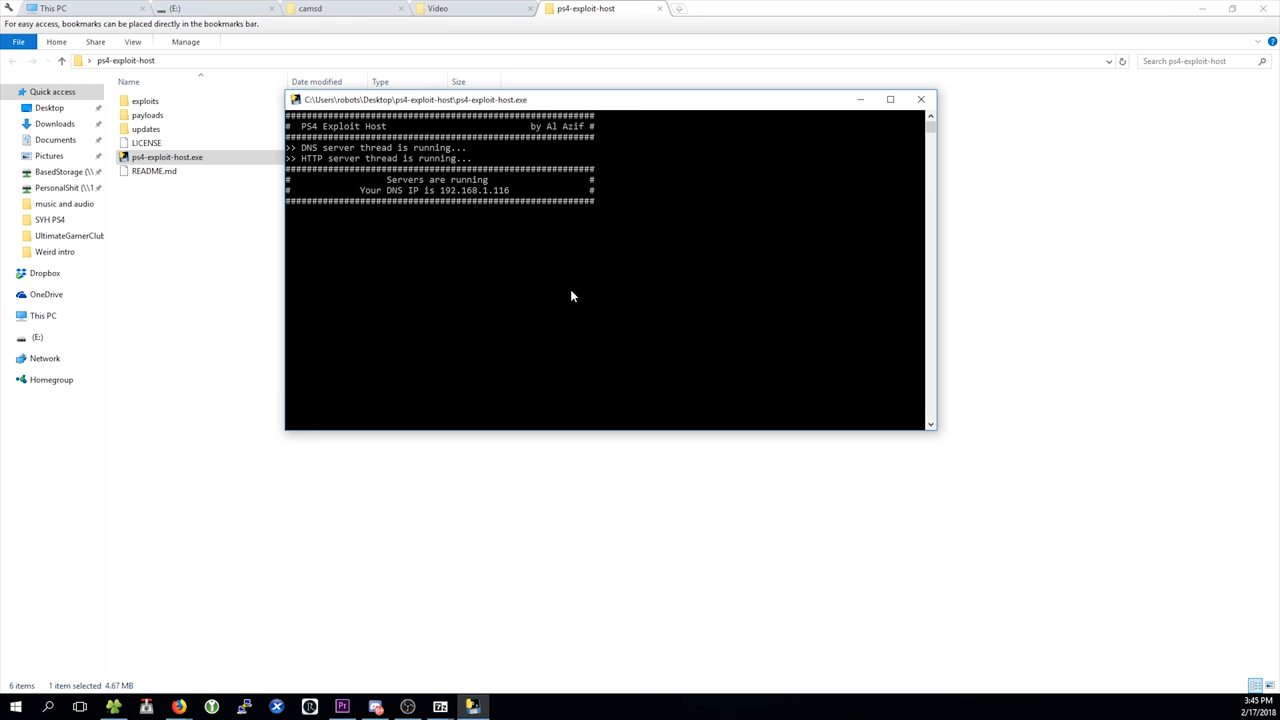 This PC
(E:)
camsd
Video
ps4-exploit-host
For easy access, bookmarks can be placed directly in the bookmarks bar.
File
Home
Share
View
Manage
ps4-exploit-host
Search ps4-exploit-host
Name
Date modified
Type
Size
Quick access
Desktop
Downloads
Documents
Pictures
BasedStorage (\\
PersonalShit (\\1
music and audio
SYH PS4
UltimateGamerClub
Weird intro
Dropbox
OneDrive
This PC
(E:)
Network
Homegroup
exploits
payloads
updates
LICENSE
ps4-exploit-host.exe
README.md
C:\Users\robots\Desktop\ps4-exploit-host\ps4-exploit-host.exe
##########################################################
# PS4 Exploit Host by Al Azif #
##########################################################
>> DNS server thread is running...
>> HTTP server thread is running...
##########################################################
# Servers are running #
# Your DNS IP is 192.168.1.116 #
##########################################################
6 items
1 item selected 4.67 MB
3:45 PM
2/17/2018